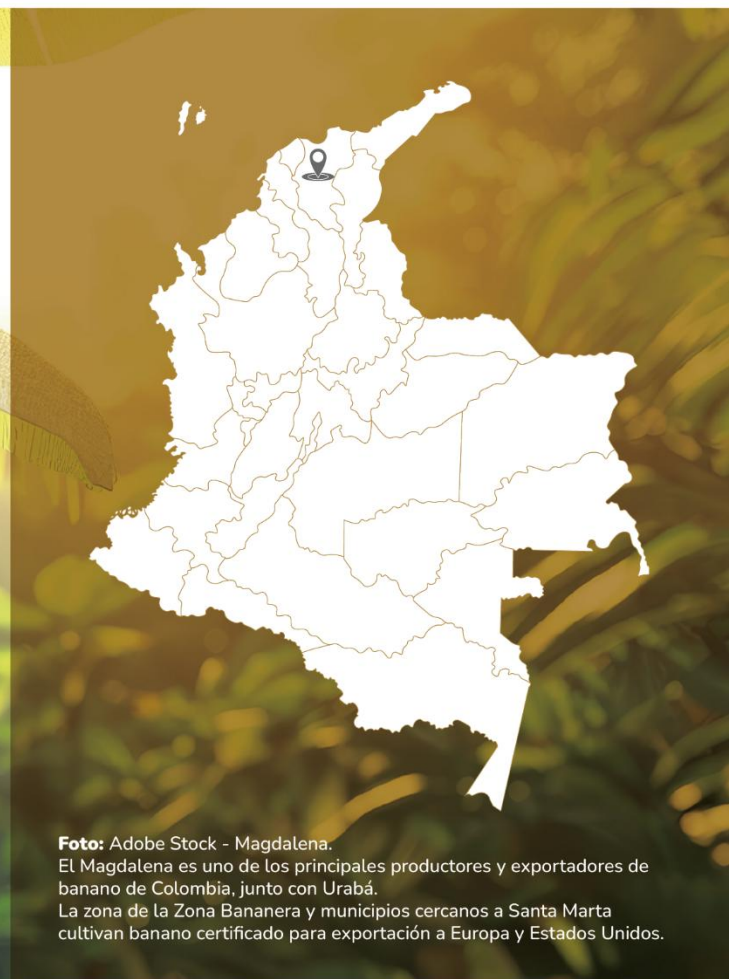 Foto: Adobe Stock - Magdalena.
El Magdalena es uno de los principales productores y exportadores de
banano de Colombia, junto con Urabá.
La zona de la Zona Bananera y municipios cercanos a Santa Marta
cultivan banano certificado para exportación a Europa y Estados Unidos.